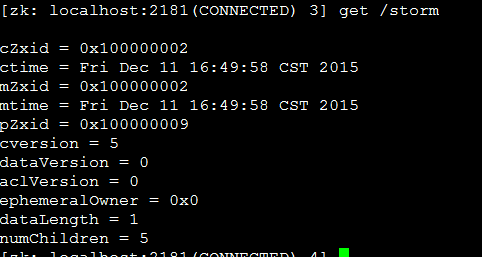 [zk: localhost:2181(CONNECTED) 3] get /storm
cZxid = 0x100000002
ctime = Fri Dec 11 16:49:58 CST 2015
mZxid = 0x100000002
mtime = Fri Dec 11 16:49:58 CST 2015
pZxid = 0x100000009
cversion = 5
dataVersion = 0
aclVersion = 0
ephemeralOwner = 0x0
dataLength = 1
numChildren = 5
[zk: localhost:2181(CONNECTED) 4]